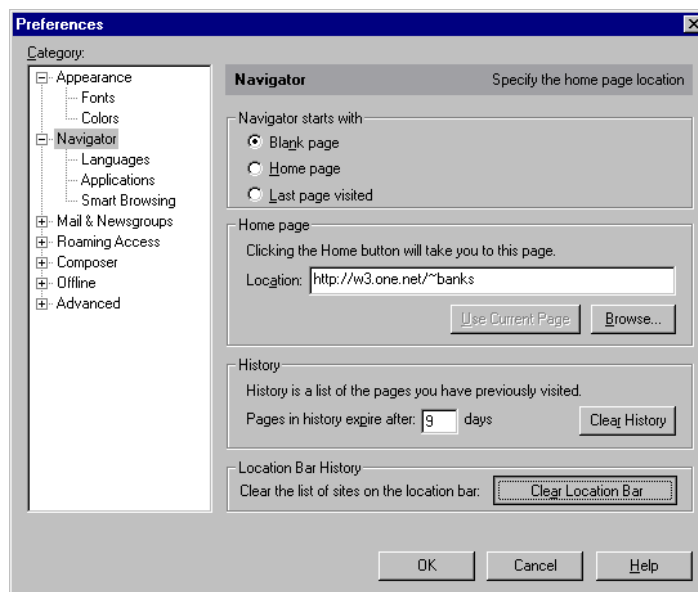 Preferences
Category:
Appearance
Fonts
Colors
Navigator
Languages
Applications
Smart Browsing
Mail & Newsgroups
Roaming Access
Composer
Offline
Advanced
Navigator Specify the home page location
Navigator starts with
Blank page
Home page
Last page visited
Home page
Clicking the Home button will take you to this page.
Location: http://w3.one.net/~banks
Use Current Page Browse...
History
History is a list of the pages you have previously visited.
Pages in history expire after: 9 days Clear History
Location Bar History
Clear the list of sites on the location bar: Clear Location Bar
OK Cancel Help